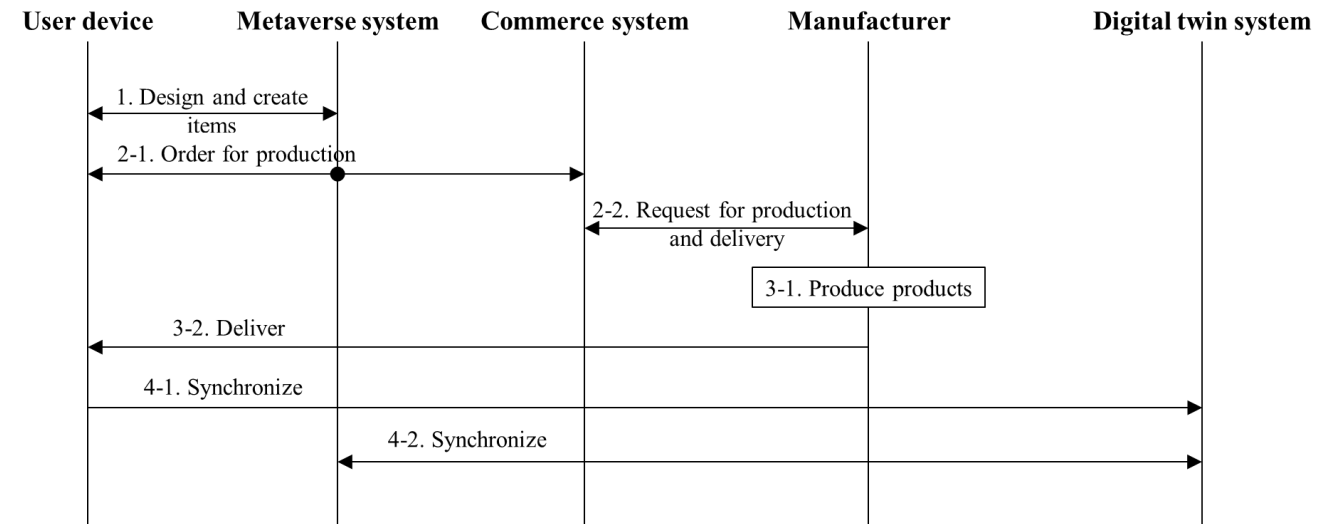 User device
Metaverse system
Commerce system
Manufacturer
Digital twin system
1. Design and create
items
2-1. Order for production
2-2. Request for production
and delivery
3-1. Produce products
3-2. Deliver
4-1. Synchronize
4-2. Synchronize